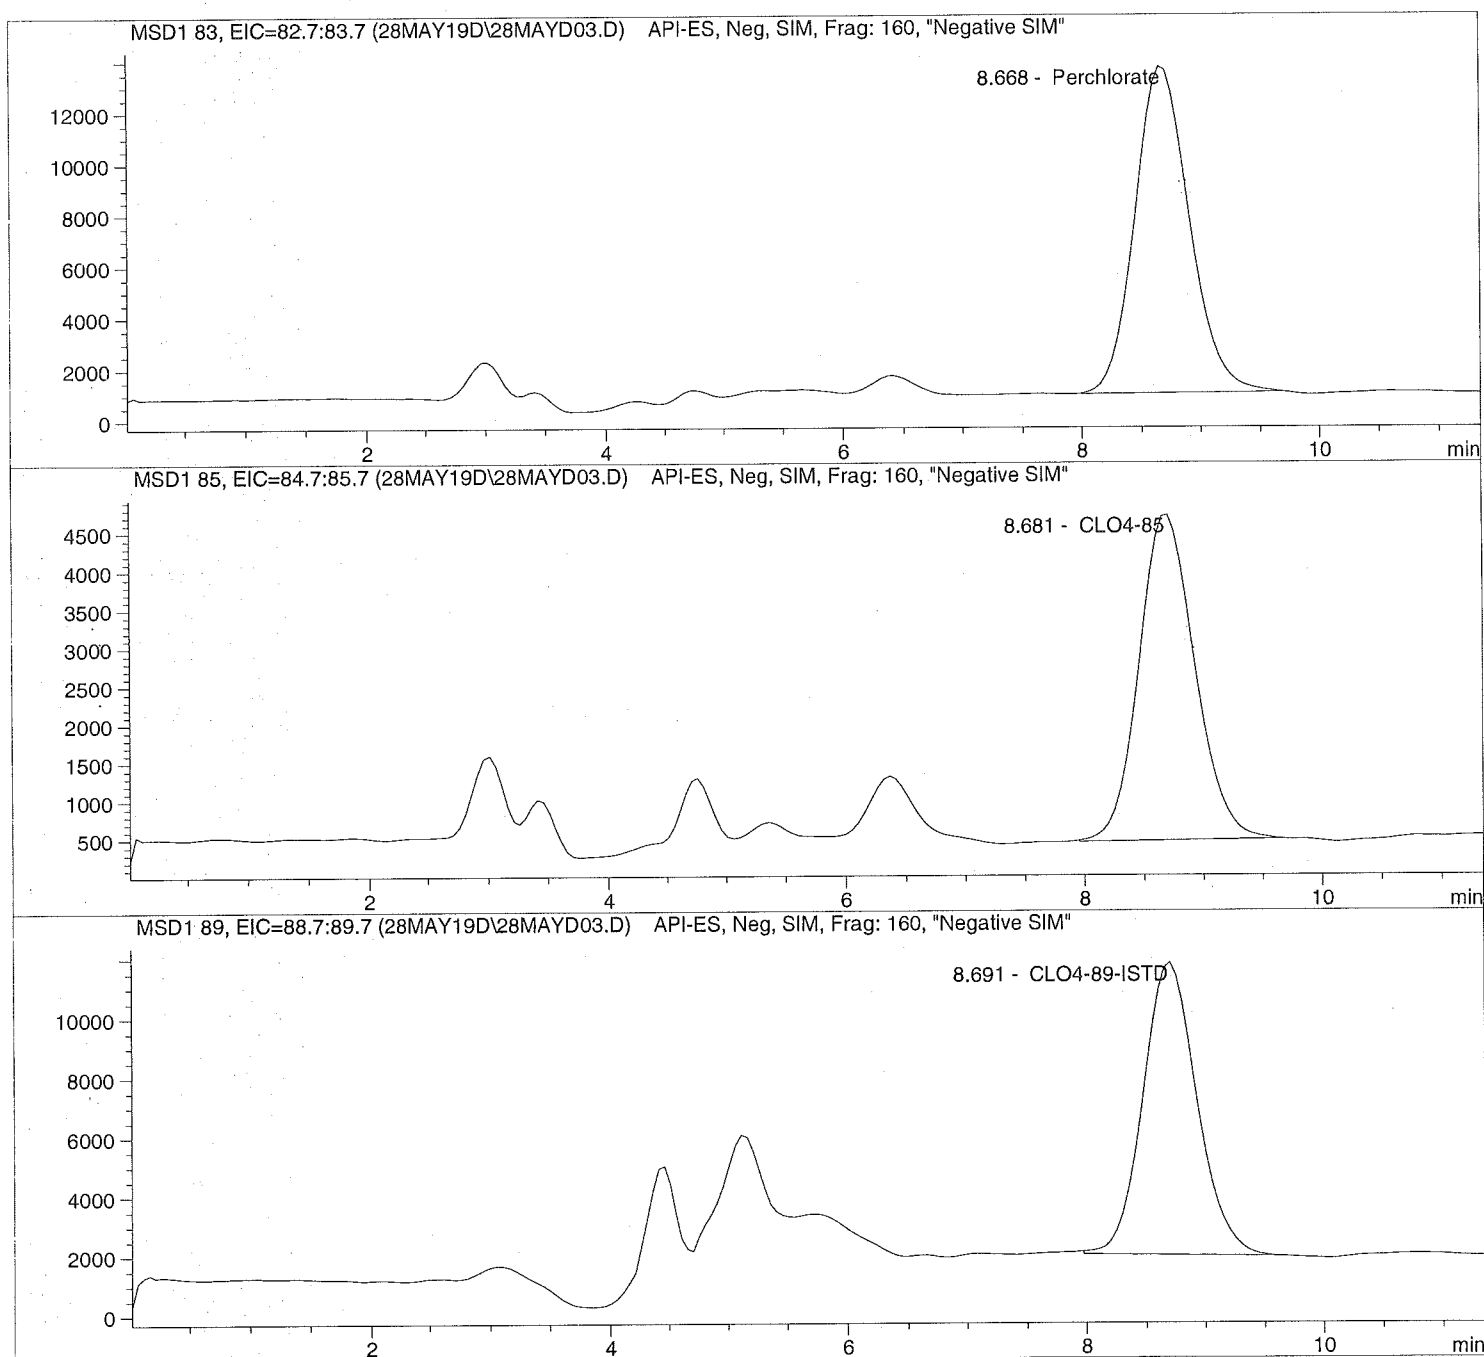 MSD1 83, EIC=82.7:83.7 (28MAY19D\28MAYD03.D) API-ES, Neg, SIM, Frag: 160, "Negative SIM"
8.668 - Perchlorate
12000
10000
8000
6000
4000
2000
0
2 4 6 8 10 min
MSD1 85, EIC=84.7:85.7 (28MAY19D\28MAYD03.D) API-ES, Neg, SIM, Frag: 160, "Negative SIM"
8.681 - CLO4-85
4500
4000
3500
3000
2500
2000
1500
1000
500
2 4 6 8 10 min
MSD1 89, EIC=88.7:89.7 (28MAY19D\28MAYD03.D) API-ES, Neg, SIM, Frag: 160, "Negative SIM"
8.691 - CLO4-89-ISTD
10000
8000
6000
4000
2000
0
2 4 6 8 10 min